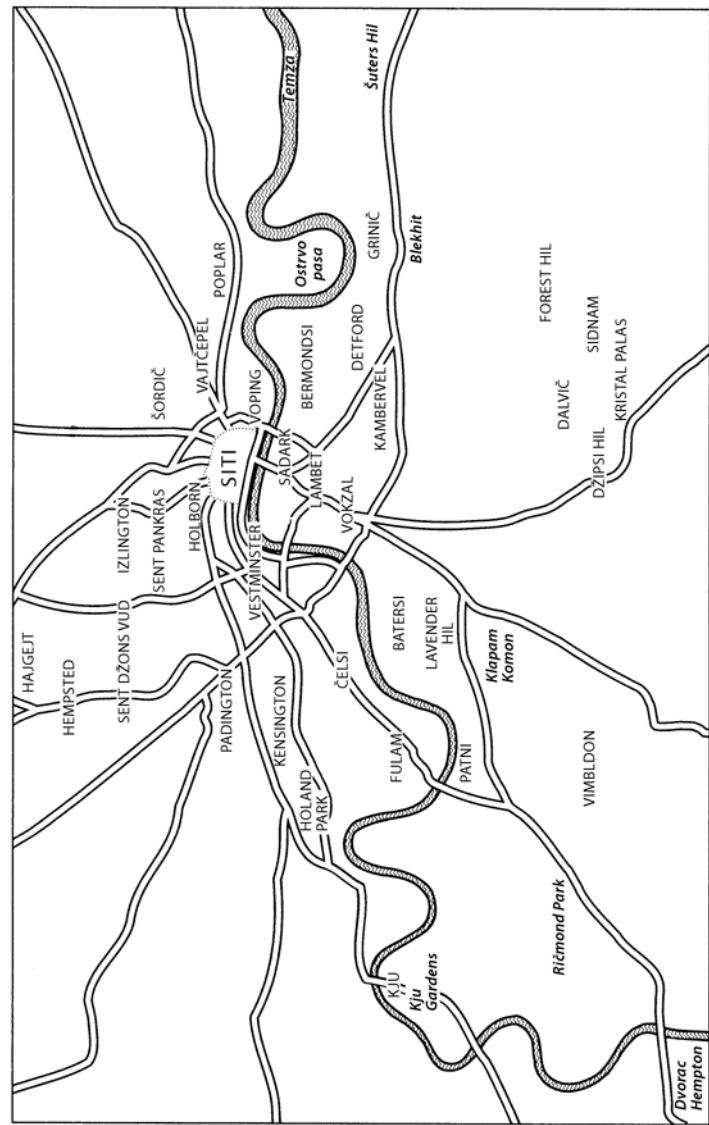 HAJGEJT
HEMPSTED
SENT DŽONS VUD
IZLINGTON
SENT PANKRAS
HOLBORN
ŠORDIČ
VAJTČEPEL
POPLAR
PADINGTON
KENSINGTON
HOLAND
PARK
VESTMINSTER
SITI
VOPING
Temza
Ostrvo
pasa
SADARK
BERMONDSI
ČELSI
LAMBET
VOKZAL
DETFORD
GRINIČ
Šuters Hil
KJU
Kju
Gardens
FULAM
BATERSI
KAMBERVEL
Blekhit
PATNI
LAVENDER
HIL
Klapam
Komon
Ričmond Park
VIMBLDON
DALVIČ
FOREST HIL
DŽIPSI HIL
SIDNAM
KRISTAL PALAS
Dvorac
Hempton